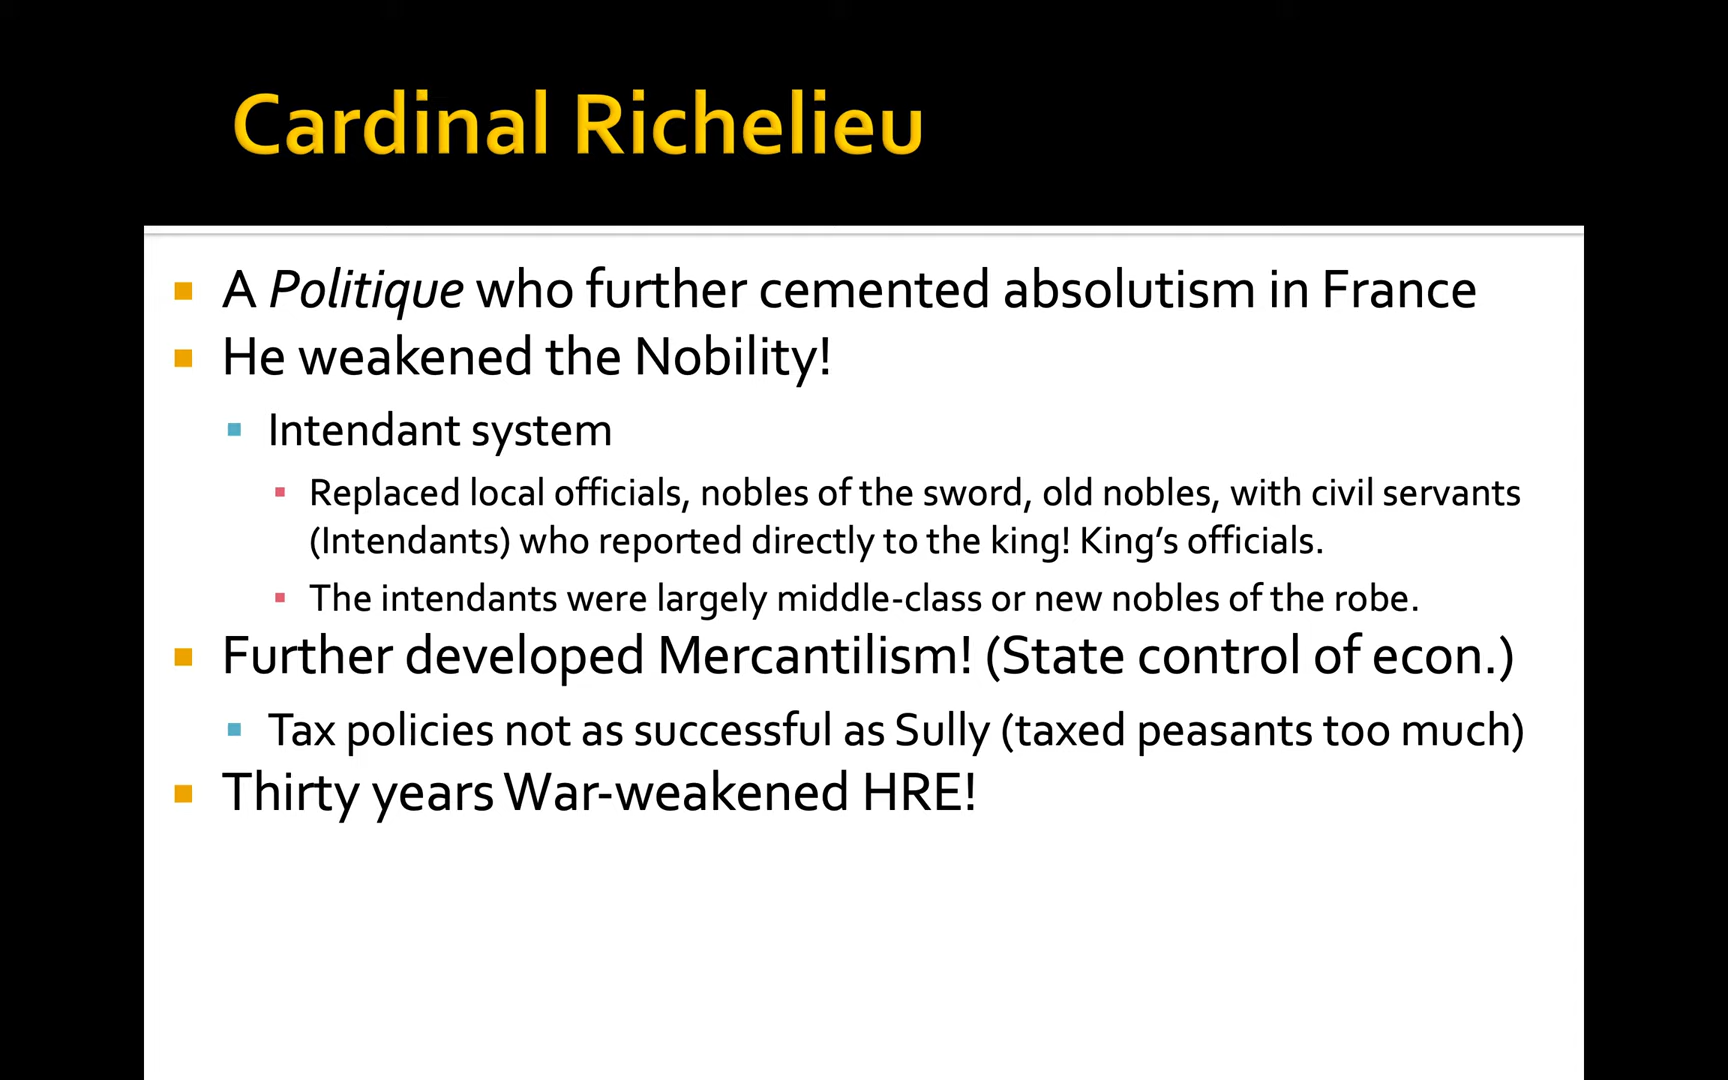 Cardinal Richelieu
A Politique who further cemented absolutism in France
He weakened the Nobility!
Intendant system
Replaced local officials, nobles of the sword, old nobles, with civil servants
(Intendants) who reported directly to the king! King’s officials.
The intendants were largely middle-class or new nobles of the robe.
Further developed Mercantilism! (State control of econ.)
Tax policies not as successful as Sully (taxed peasants too much)
Thirty years War-weakened HRE!